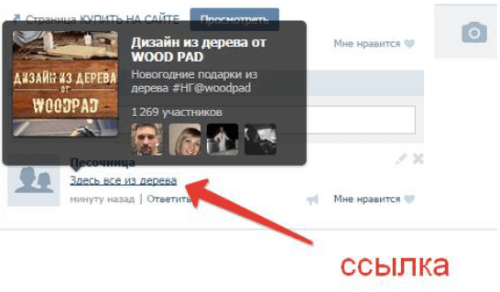 Страница КУПИТЬ НА САЙТЕ
Просмотреть
Мне нравится
Дизайн из дерева от
WOOD PAD
Новогодние подарки из
дерева #НГ@woodpad
1 269 участников
ДИЗАЙН ИЗ ДЕРЕВА
от
WOODPAD
Песочница
Здесь все из дерева
минуту назад | Ответить
Мне нравится
ссылка